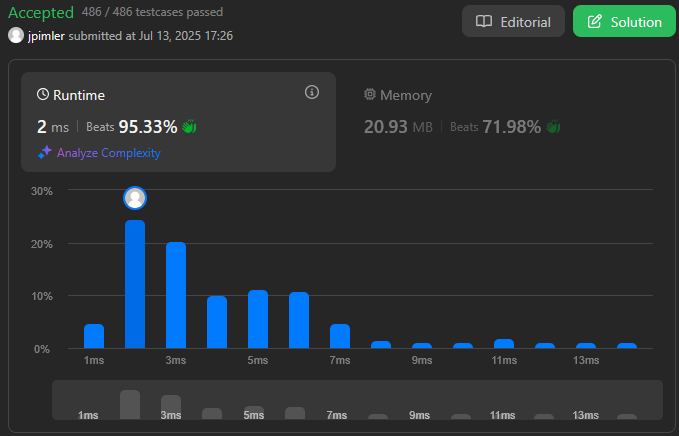 Accepted 486 / 486 testcases passed
jpimler submitted at Jul 13, 2025 17:26
Editorial
Solution
Runtime
2 ms Beats 95.33%
Analyze Complexity
Memory
20.93 MB Beats 71.98%
30%
20%
10%
0%
1ms 3ms 5ms 7ms 9ms 11ms 13ms
1ms 3ms 5ms 7ms 9ms 11ms 13ms